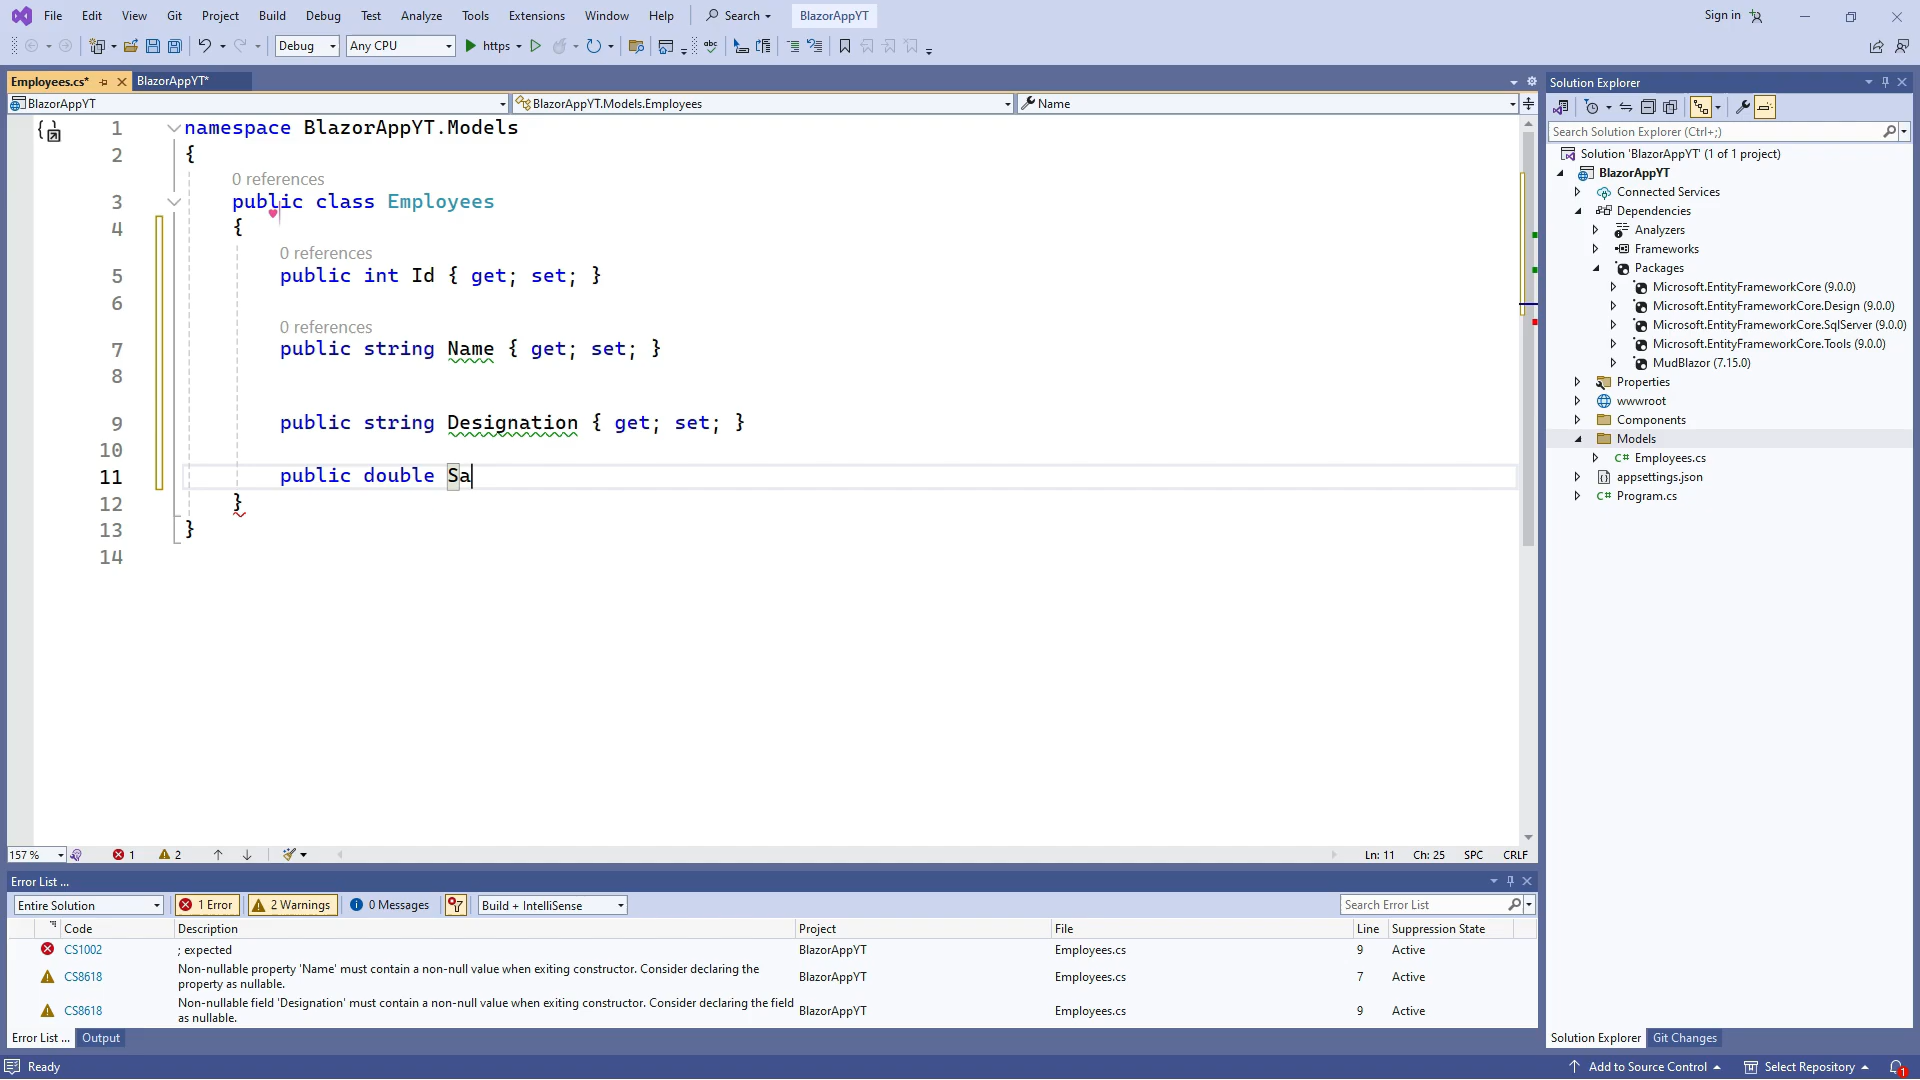 File Edit View Git Project Build Debug Test Analyze Tools Extensions Window Help Search BlazorAppYT Sign in
Debug Any CPU https
Employees.cs* BlazorAppYT*
BlazorAppYT BlazorAppYT.Models.Employees Name
1 namespace BlazorAppYT.Models
2 {
0 references
3 public class Employees
4 {
0 references
5 public int Id { get; set; }
6
0 references
7 public string Name { get; set; }
8
9 public string Designation { get; set; }
10
11 public double Sa
12 }
13 }
14
157 % 1 2 Ln: 11 Ch: 25 SPC CRLF
Error List ...
Entire Solution 1 Error 2 Warnings 0 Messages Build + IntelliSense Search Error List
Code Description Project File Line Suppression State
CS1002 ; expected BlazorAppYT Employees.cs 9 Active
CS8618 Non-nullable property 'Name' must contain a non-null value when exiting constructor. Consider declaring the BlazorAppYT Employees.cs 7 Active
property as nullable.
CS8618 Non-nullable field 'Designation' must contain a non-null value when exiting constructor. Consider declaring the field BlazorAppYT Employees.cs 9 Active
as nullable.
Error List ... Output
Solution Explorer
Search Solution Explorer (Ctrl+;)
Solution 'BlazorAppYT' (1 of 1 project)
BlazorAppYT
Connected Services
Dependencies
Analyzers
Frameworks
Packages
Microsoft.EntityFrameworkCore (9.0.0)
Microsoft.EntityFrameworkCore.Design (9.0.0)
Microsoft.EntityFrameworkCore.SqlServer (9.0.0)
Microsoft.EntityFrameworkCore.Tools (9.0.0)
MudBlazor (7.15.0)
Properties
wwwroot
Components
Models
C# Employees.cs
appsettings.json
C# Program.cs
Solution Explorer Git Changes
Ready Add to Source Control Select Repository 1